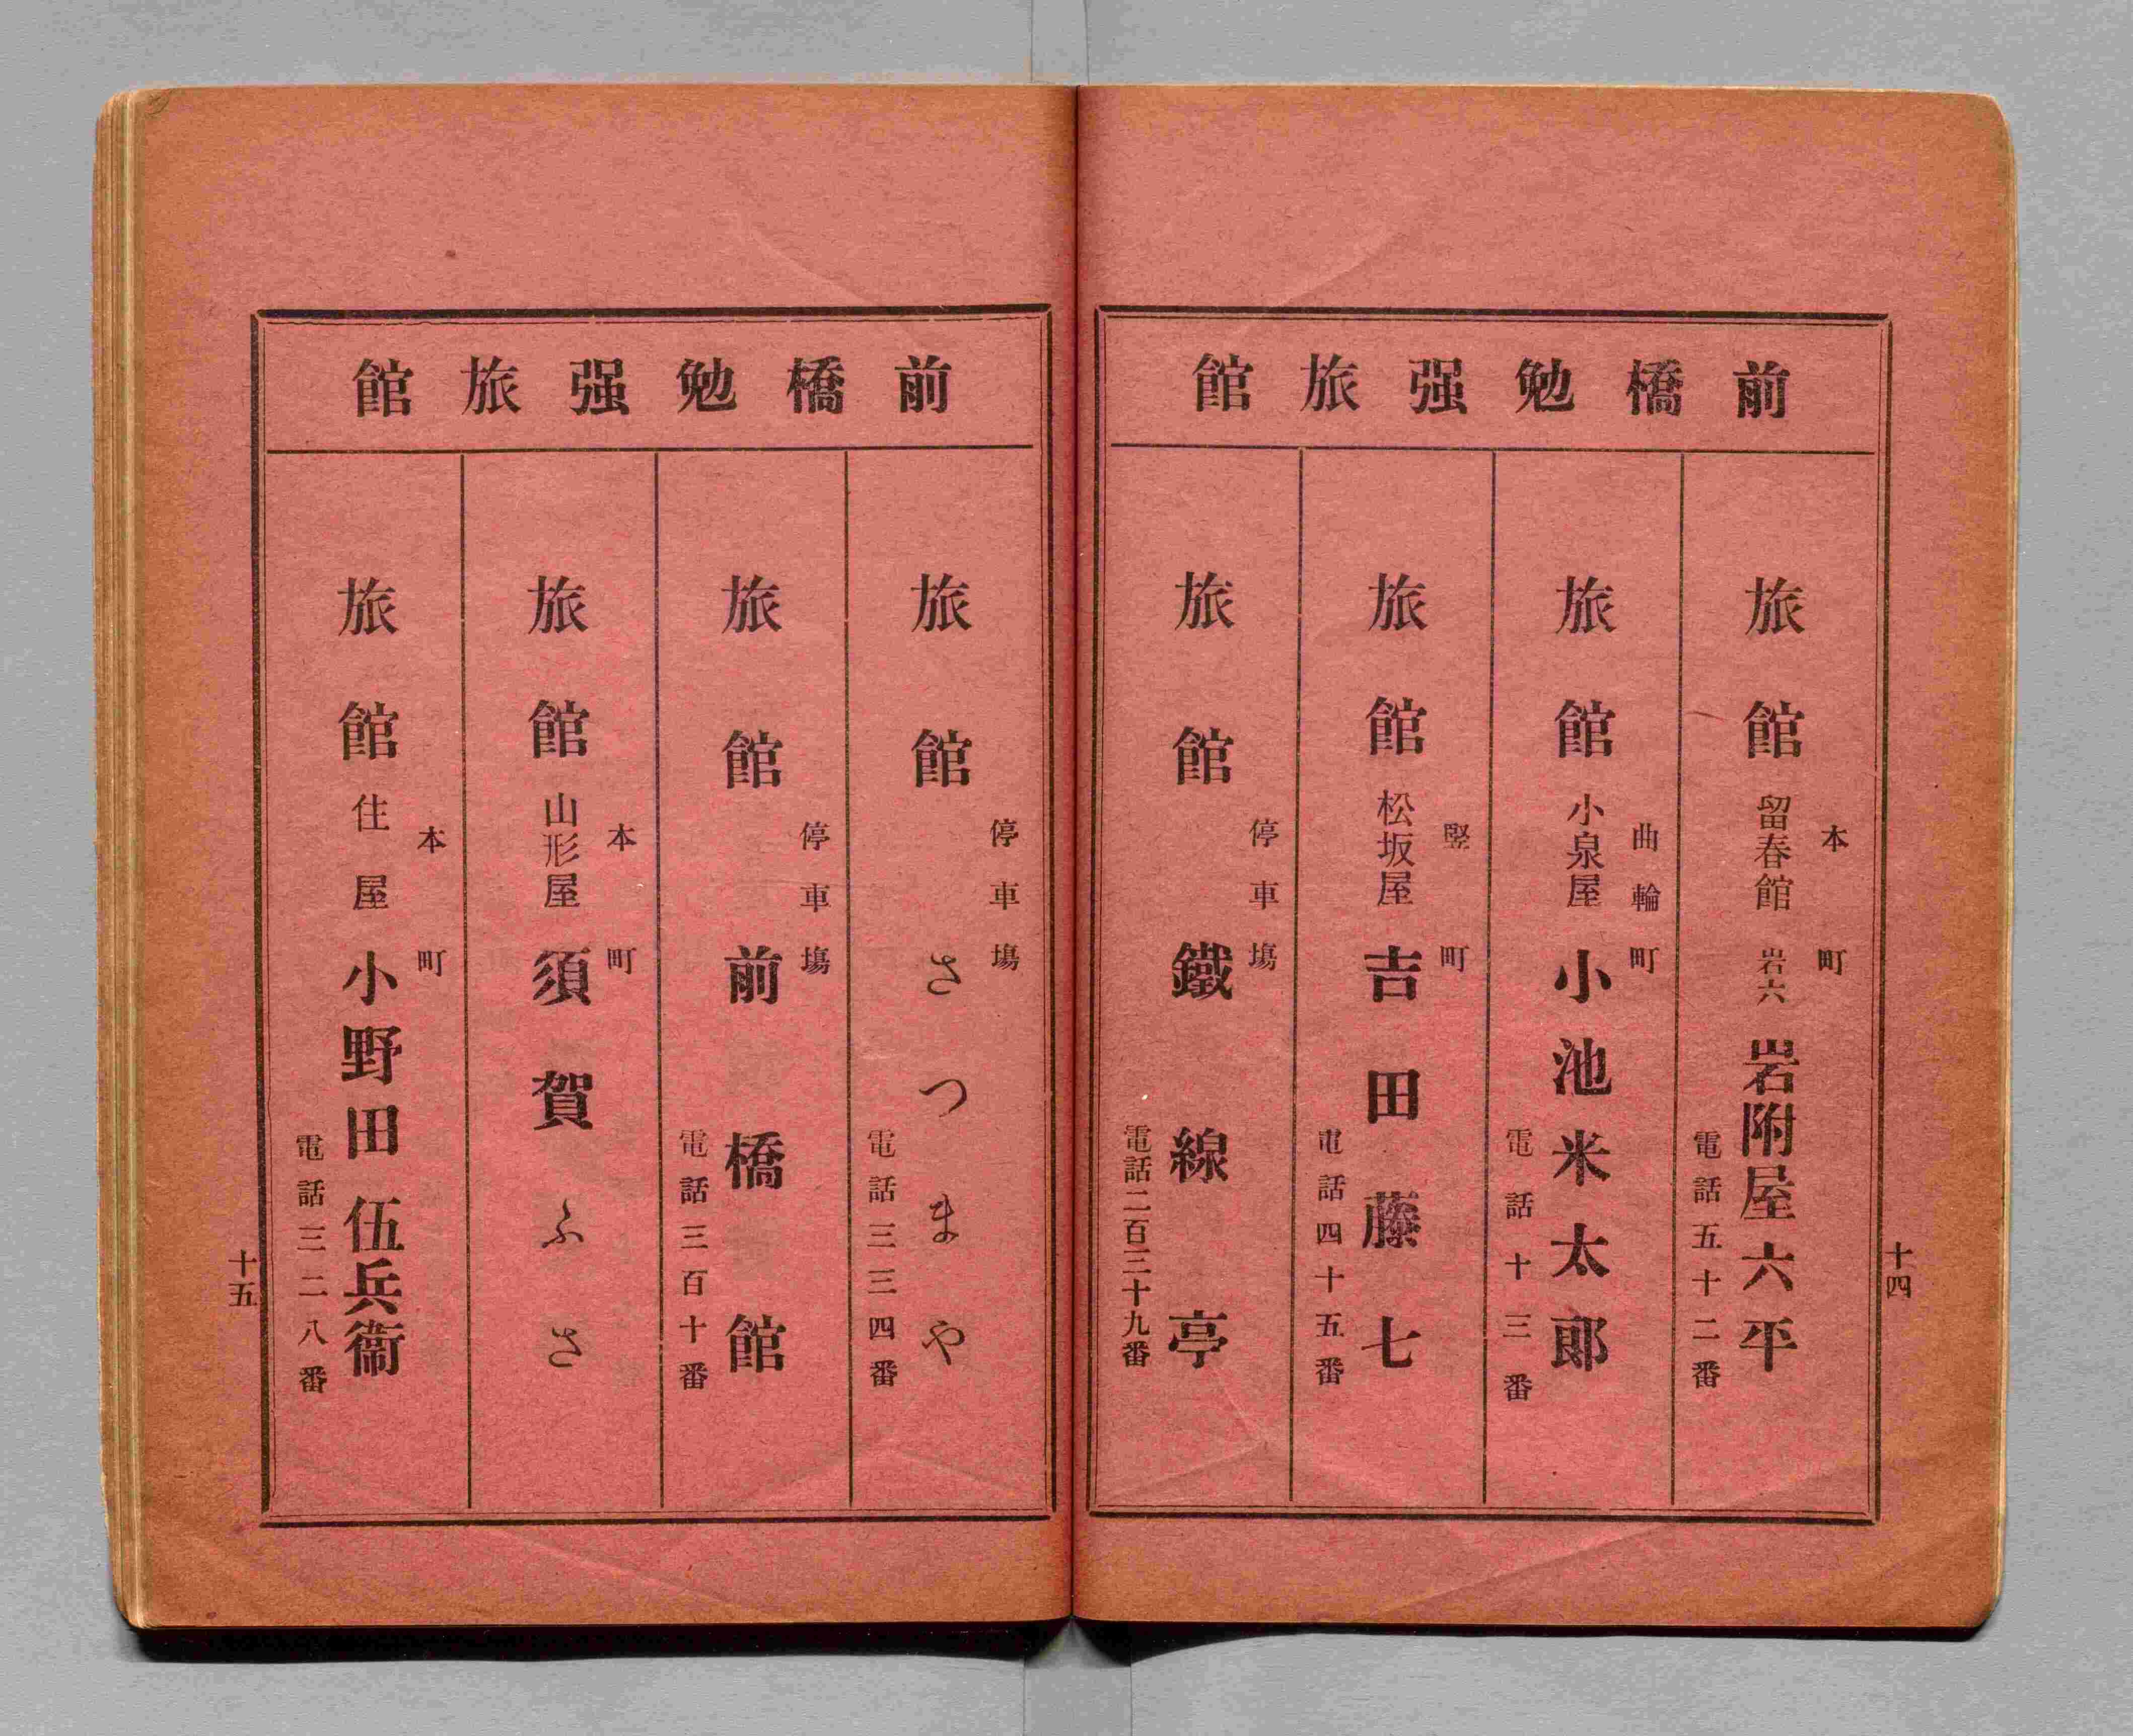 前橋勉强旅館
本町
旅館 留春館 岩六 岩附屋六平
電話五十二番
曲輪町
旅館 小泉屋 小池米太郎
電話十三番
竪町
旅館 松坂屋 吉田藤七
電話四十五番
停車塲
旅館 鐵線亭
電話二百三十九番
十四
前橋勉强旅館
停車塲
旅館 さつまや
電話三三四番
停車塲
旅館 前橋館
電話三百十番
本町
旅館 山形屋 須賀ふさ
本町
旅館 住屋 小野田伍兵衞
電話三二八番
十五